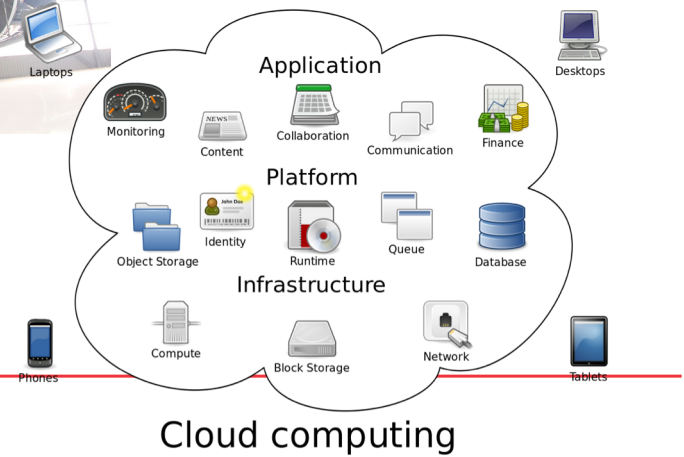 Laptops
Desktops
Application
Monitoring
NEWS
Content
Collaboration
Communication
Finance
Platform
John Doe
Object Storage
Identity
Runtime
Queue
Database
Infrastructure
Compute
Block Storage
Network
Phones
Tablets
Cloud computing